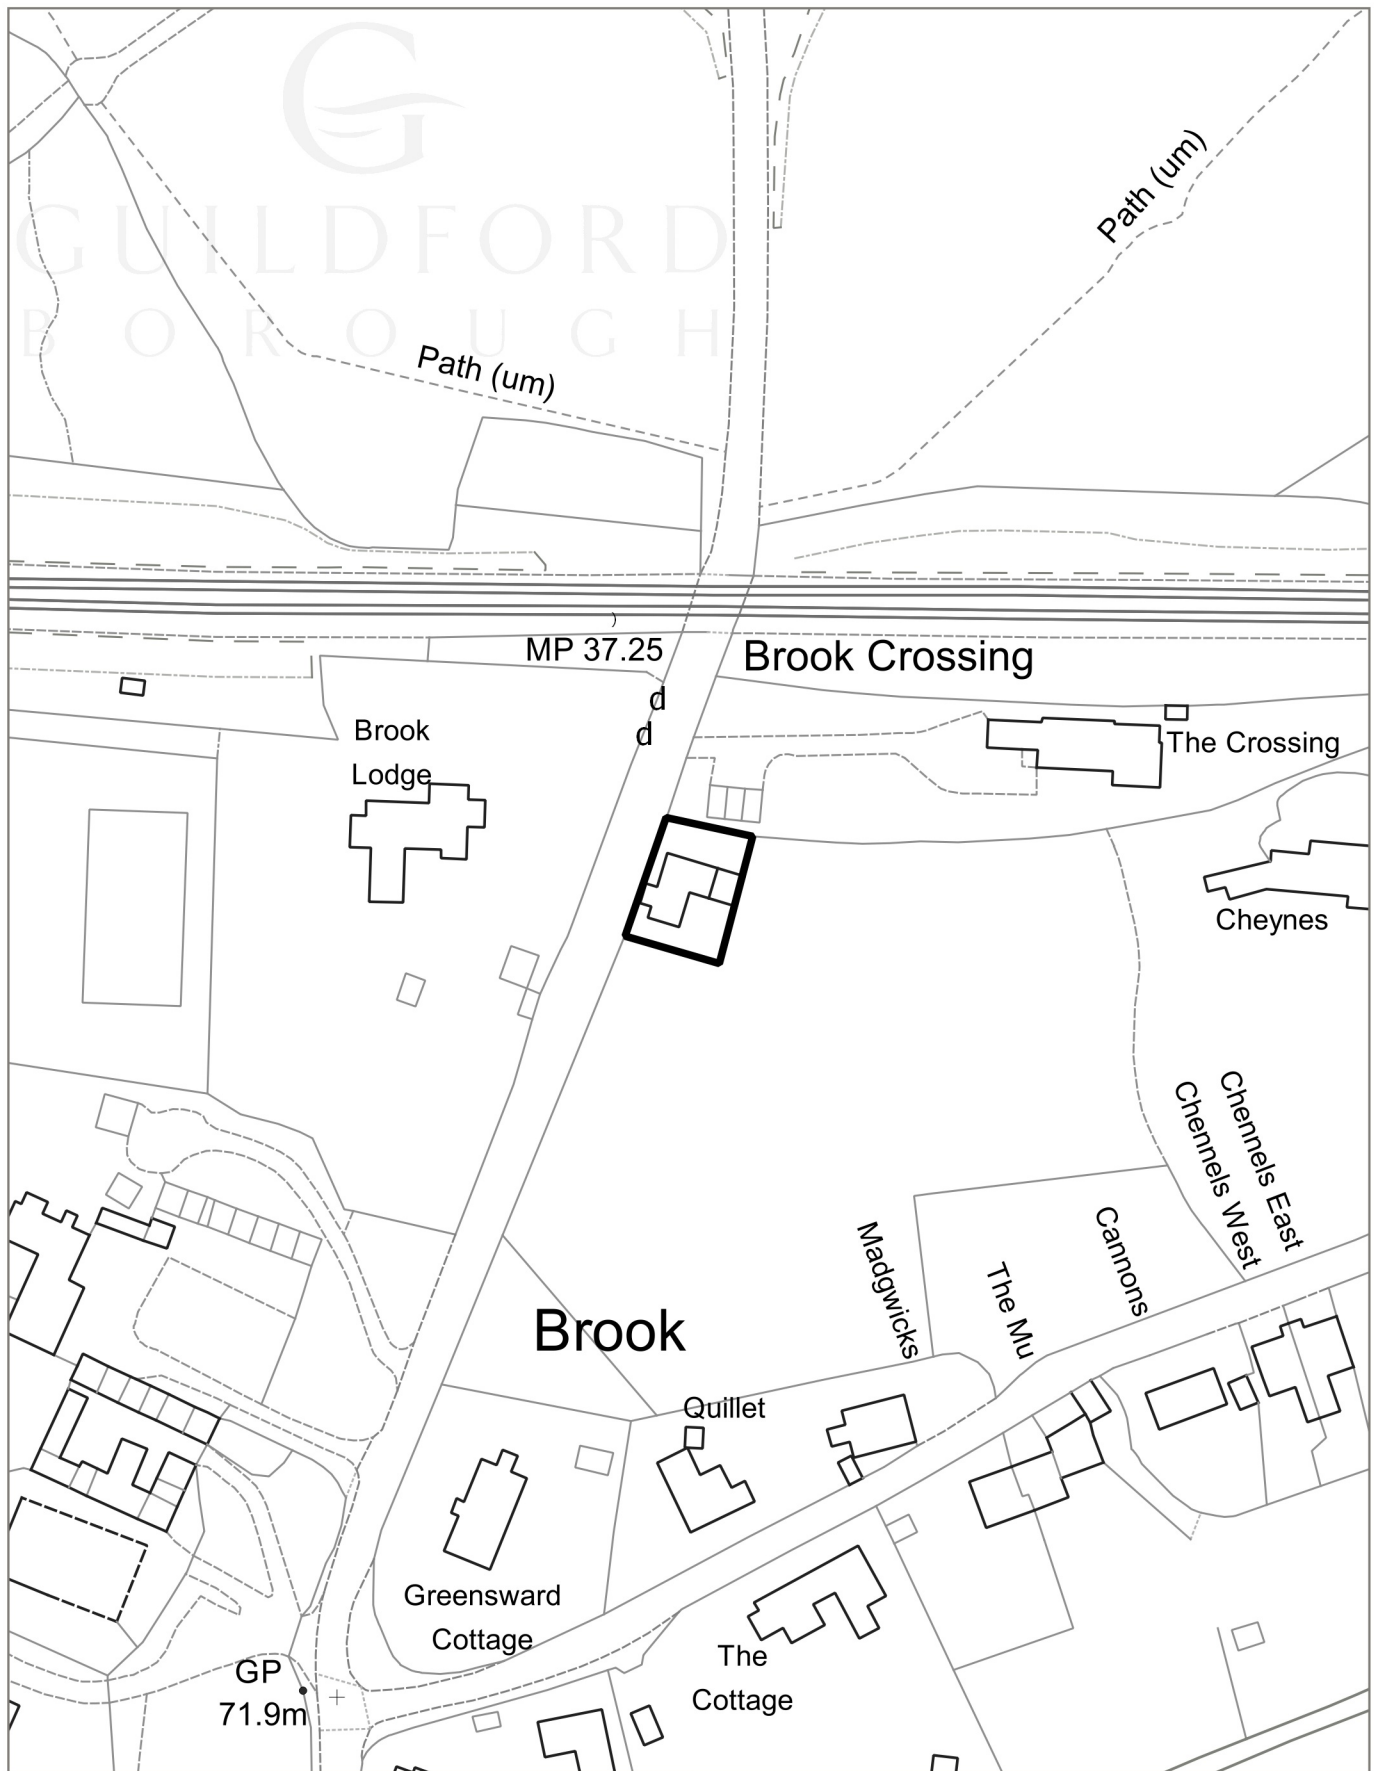 GUILDFORD
BOROUGH
Path (um)
Path (um)
MP 37.25
Brook Crossing
d
d
Brook
Lodge
The Crossing
Cheynes
Chennels East
Chennels West
Cannons
The Mu
Madgwicks
Brook
Quillet
Greensward
Cottage
The
Cottage
GP
71.9m